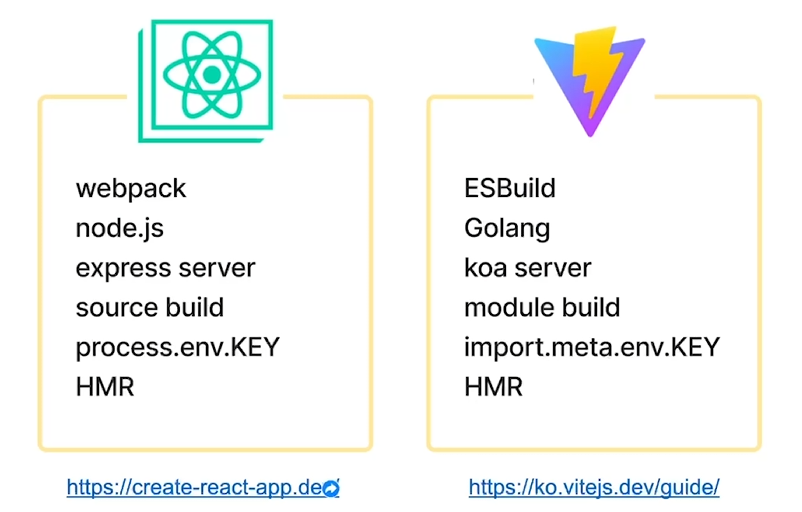 webpack
node.js
express server
source build
process.env.KEY
HMR
https://create-react-app.de
ESBuild
Golang
koa server
module build
import.meta.env.KEY
HMR
https://ko.vitejs.dev/guide/